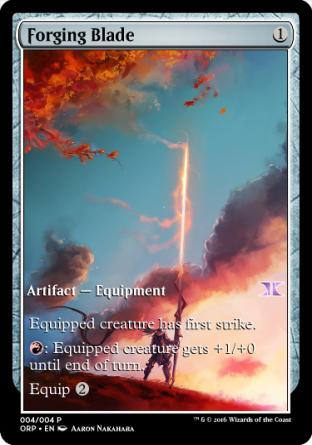 Forging Blade 1
Artifact — Equipment
Equipped creature has first strike.
: Equipped creature gets +1/+0
until end of turn.
Equip 2
004/004 P
ORP • EN Aaron Nakahara
™ & © 2016 Wizards of the Coast